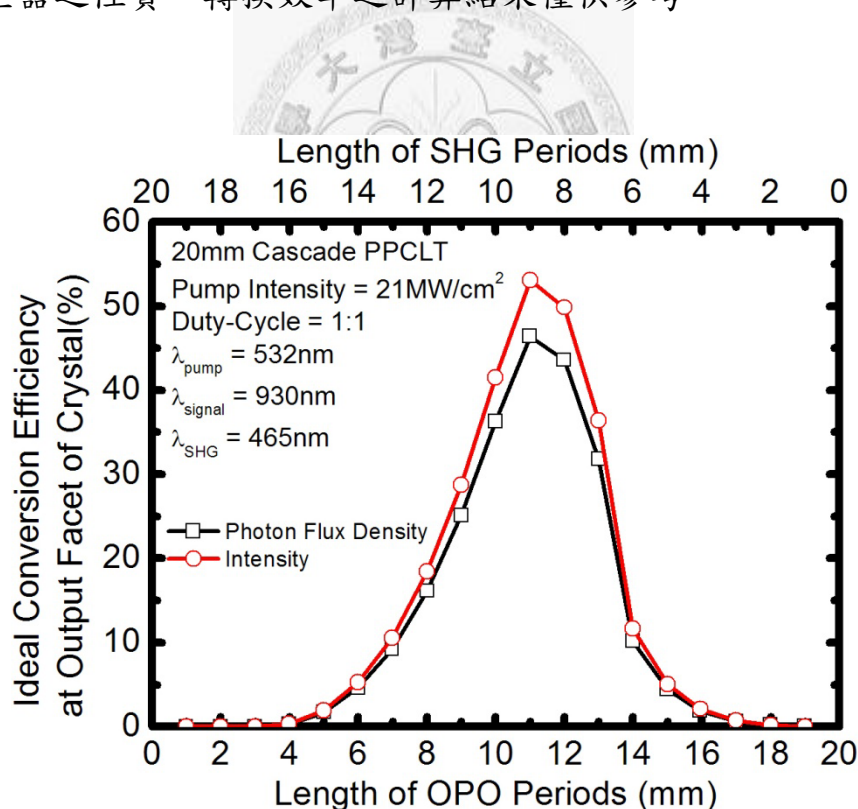 Length of SHG Periods (mm)
20 18 16 14 12 10 8 6 4 2 0
60
50
40
30
20
10
0
Ideal Conversion Efficiency
at Output Facet of Crystal(%)
20mm Cascade PPCLT
Pump Intensity = 21MW/cm²
Duty-Cycle = 1:1
λpump = 532nm
λsignal = 930nm
λSHG = 465nm
Photon Flux Density
Intensity
0 2 4 6 8 10 12 14 16 18 20
Length of OPO Periods (mm)